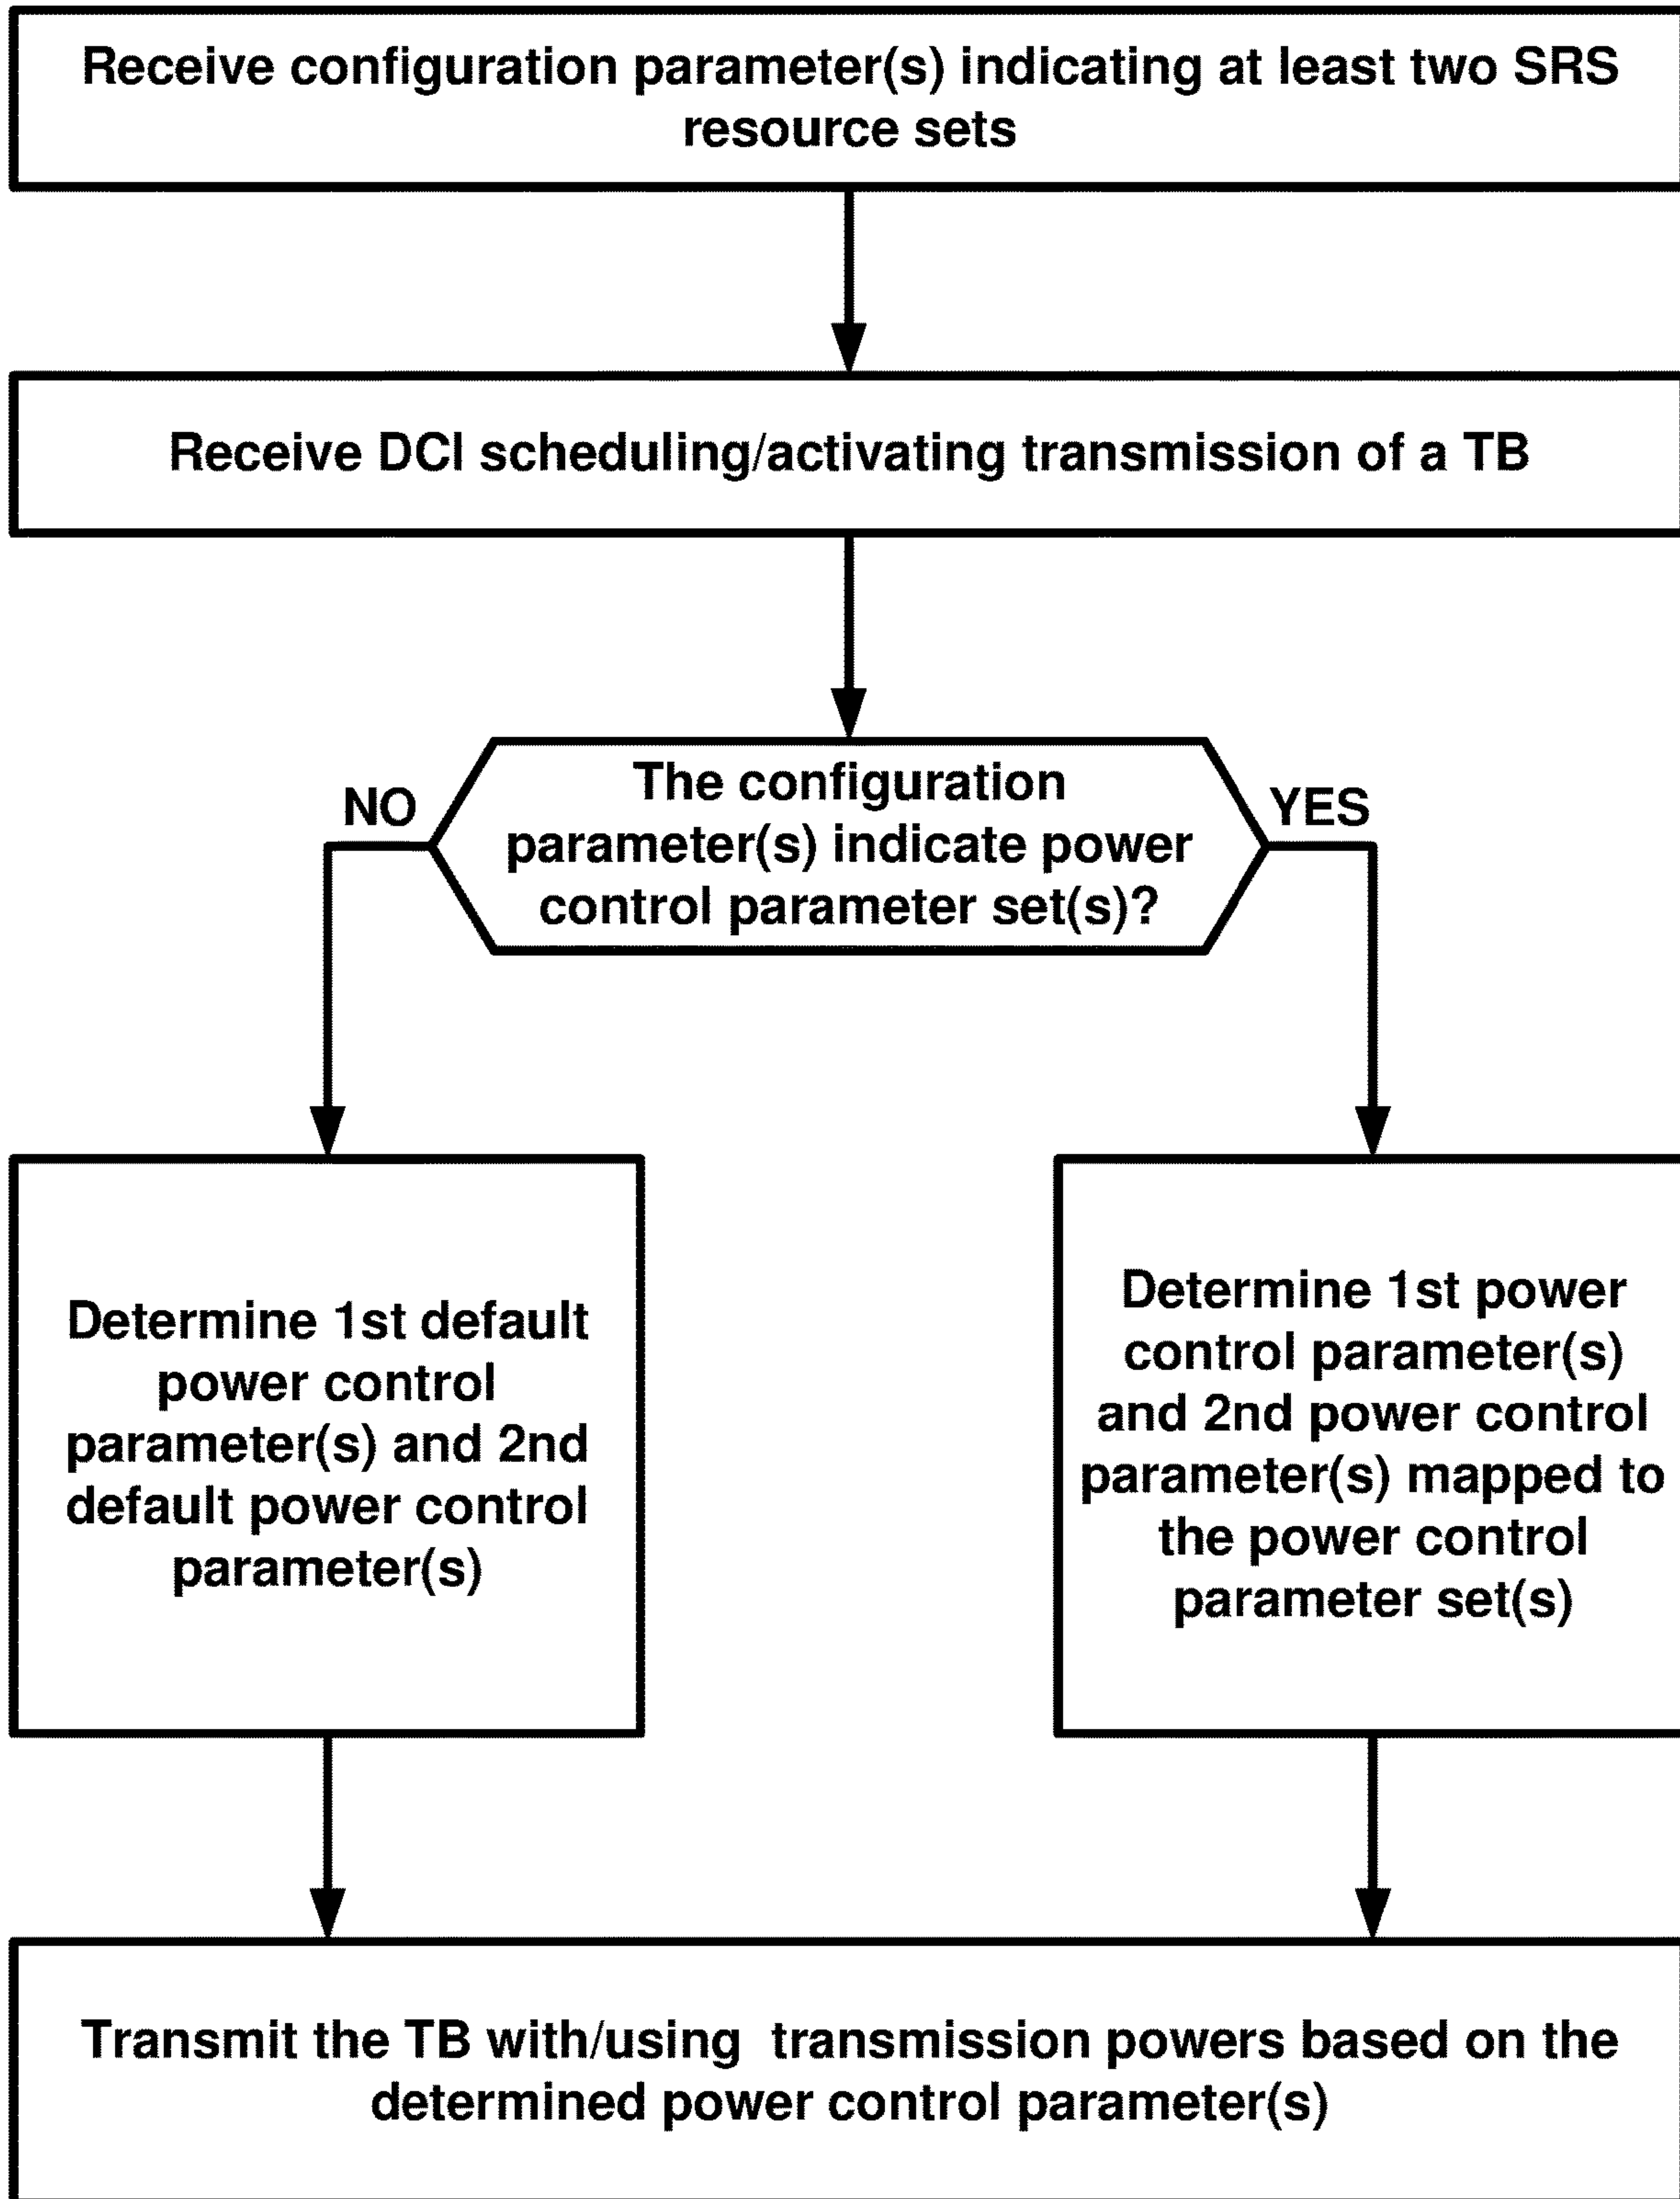 Receive configuration parameter(s) indicating at least two SRS
resource sets
Receive DCI scheduling/activating transmission of a TB
The configuration
parameter(s) indicate power
control parameter set(s)?
NO
YES
Determine 1st default
power control
parameter(s) and 2nd
default power control
parameter(s)
Determine 1st power
control parameter(s)
and 2nd power control
parameter(s) mapped to
the power control
parameter set(s)
Transmit the TB with/using transmission powers based on the
determined power control parameter(s)